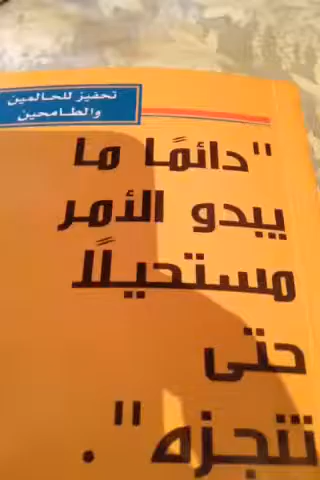 تحفيز للحالمين
والطامحين
"دائمًا ما
يبدو الأمر
مستحيلًا
حتى
تنجزه".